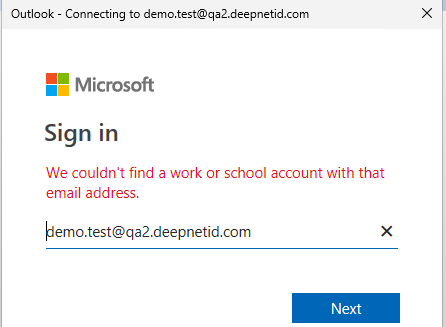 Outlook - Connecting to demo.test@qa2.deepnetid.com
Microsoft
Sign in
We couldn't find a work or school account with that
email address.
demo.test@qa2.deepnetid.com
Next